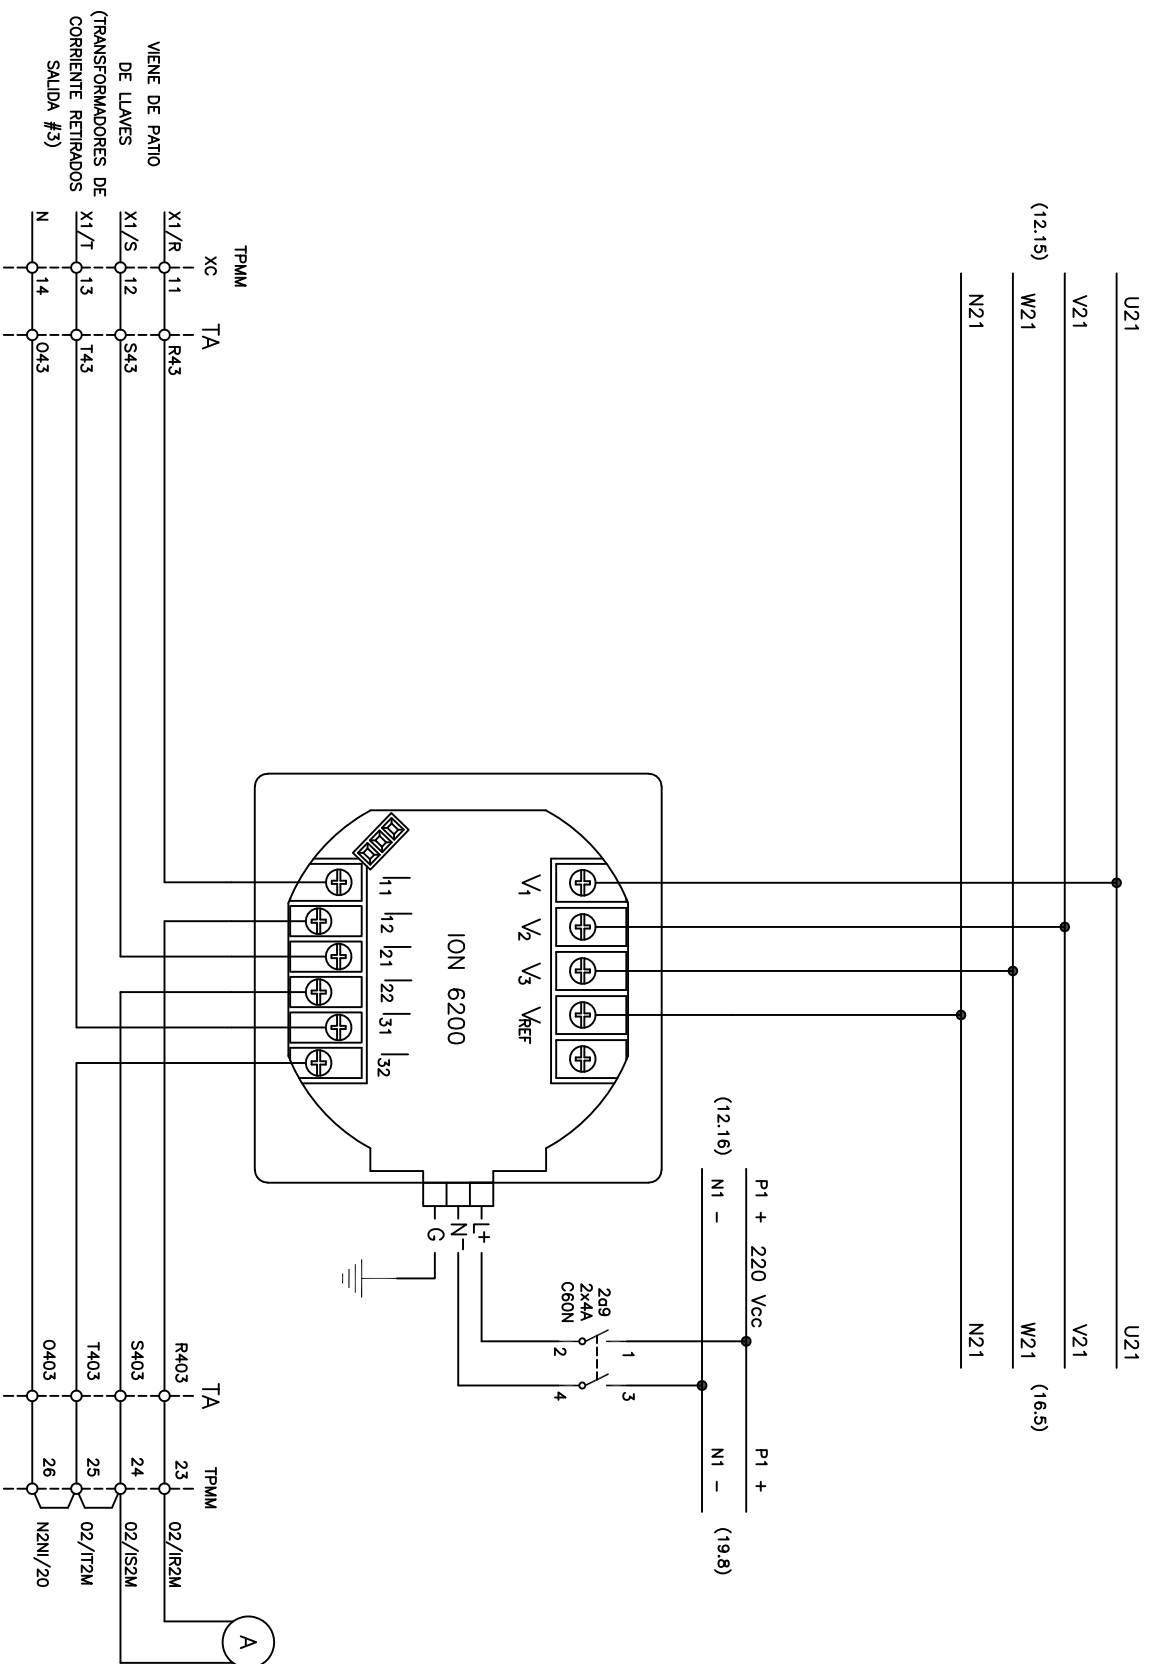 U21
V21
W21
N21
(12.15)
U21
V21
W21
N21
(16.5)
P1 + 220 Vcc
N1 -
(12.16)
P1 +
N1 -
(19.8)
2a9
2x4A
C60N
1
2
3
4
V1
V2
V3
VREF
ION 6200
I11
I12
I21
I22
I31
I32
L+
N-
G
TPMM
XC
TA
VIENE DE PATIO
DE LLAVES
(TRANSFORMADORES DE
CORRIENTE RETIRADOS
SALIDA #3)
X1/R 11 R43
X1/S 12 S43
X1/T 13 T43
N 14 O43
TA
TPMM
R403 23 02/IR2M
S403 24 02/IS2M
T403 25 02/IT2M
O403 26 N2NI/20
A